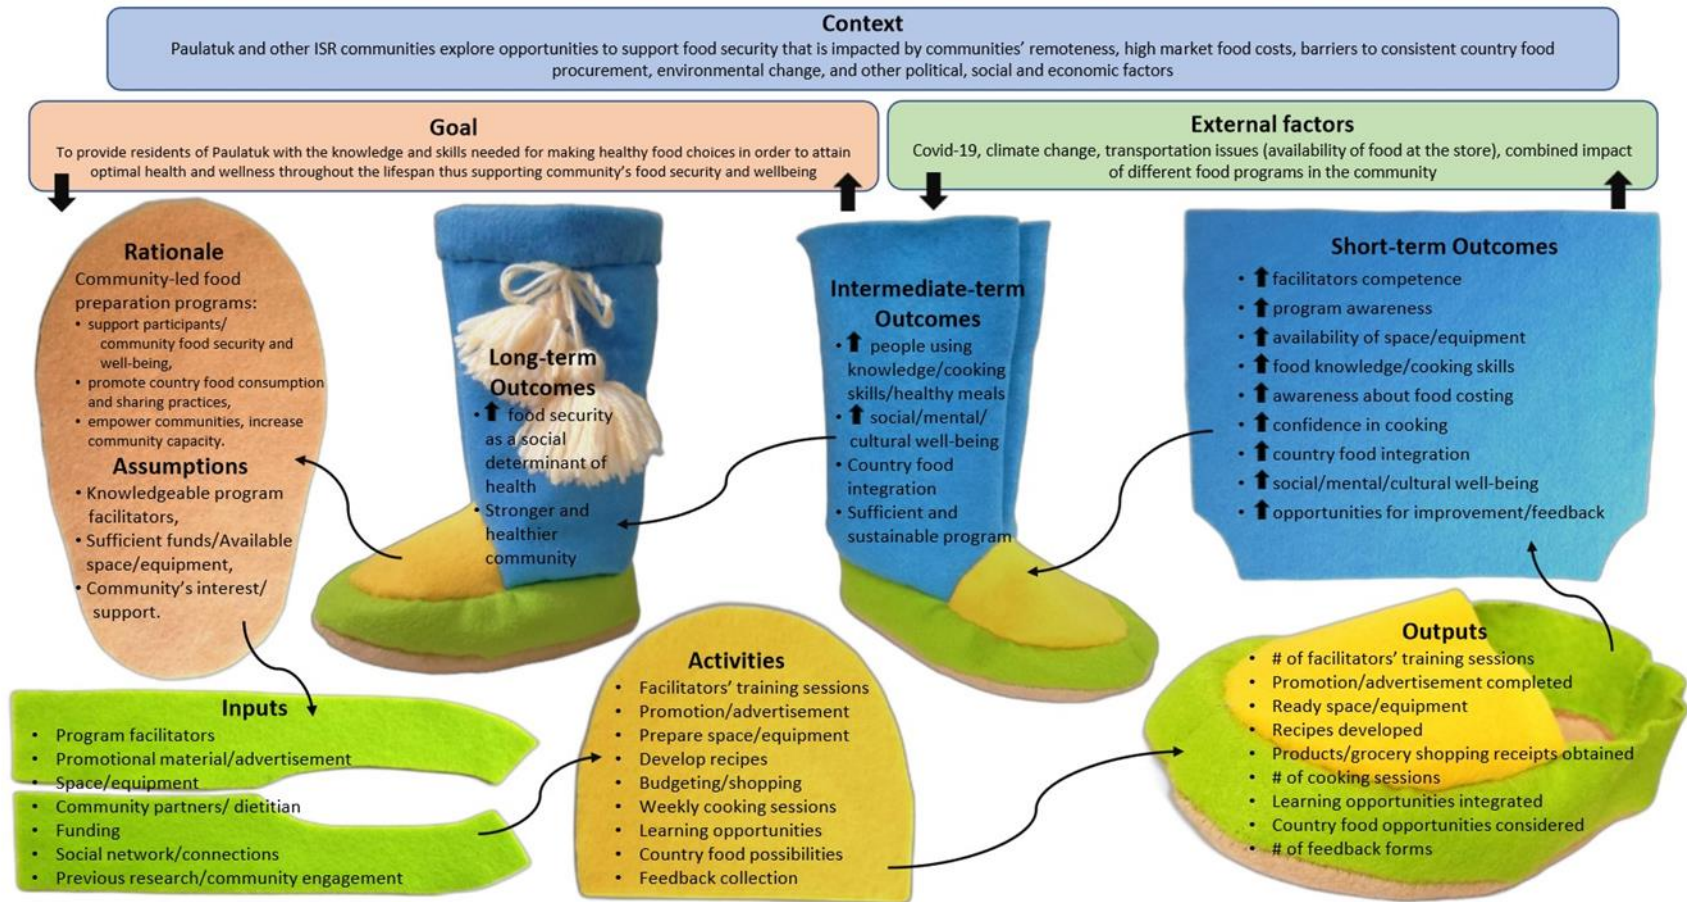 Context
Paulatuk and other ISR communities explore opportunities to support food security that is impacted by communities' remoteness, high market food costs, barriers to consistent country food
procurement, environmental change, and other political, social and economic factors
Goal
To provide residents of Paulatuk with the knowledge and skills needed for making healthy food choices in order to attain
optimal health and wellness throughout the lifespan thus supporting community's food security and wellbeing
External factors
Covid-19, climate change, transportation issues (availability of food at the store), combined impact
of different food programs in the community
Rationale
Community-led food
preparation programs:
• support participants/
community food security and
well-being,
• promote country food consumption
and sharing practices,
• empower communities, increase
community capacity.
Assumptions
• Knowledgeable program
facilitators,
• Sufficient funds/Available
space/equipment,
• Community's interest/
support.
Long-term
Outcomes
• ⬆ food security
as a social
determinant of
health
• Stronger and
healthier
community
Intermediate-term
Outcomes
• ⬆ people using
knowledge/cooking
skills/healthy meals
• ⬆ social/mental/
cultural well-being
• Country food
integration
• Sufficient and
sustainable program
Short-term Outcomes
• ⬆ facilitators competence
• ⬆ program awareness
• ⬆ availability of space/equipment
• ⬆ food knowledge/cooking skills
• ⬆ awareness about food costing
• ⬆ confidence in cooking
• ⬆ country food integration
• ⬆ social/mental/cultural well-being
• ⬆ opportunities for improvement/feedback
Inputs
• Program facilitators
• Promotional material/advertisement
• Space/equipment
• Community partners/ dietitian
• Funding
• Social network/connections
• Previous research/community engagement
Activities
• Facilitators' training sessions
• Promotion/advertisement
• Prepare space/equipment
• Develop recipes
• Budgeting/shopping
• Weekly cooking sessions
• Learning opportunities
• Country food possibilities
• Feedback collection
Outputs
• # of facilitators' training sessions
• Promotion/advertisement completed
• Ready space/equipment
• Recipes developed
• Products/grocery shopping receipts obtained
• # of cooking sessions
• Learning opportunities integrated
• Country food opportunities considered
• # of feedback forms